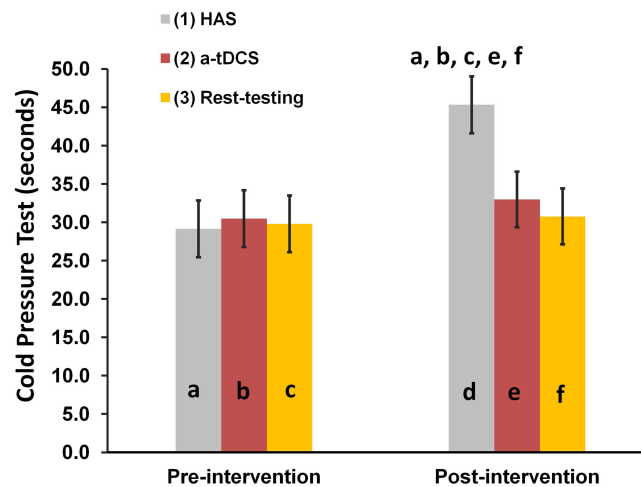 (1) HAS
(2) a-tDCS
(3) Rest-testing
a, b, c, e, f
Cold Pressure Test (seconds)
50.0
45.0
40.0
35.0
30.0
25.0
20.0
15.0
10.0
5.0
0.0
a b c d e f
Pre-intervention Post-intervention